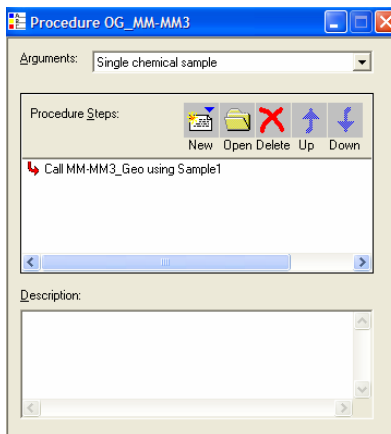 Procedure OG_MM-MM3
Arguments: Single chemical sample
Procedure Steps:
New Open Delete Up Down
Call MM-MM3_Geo using Sample1
Description: